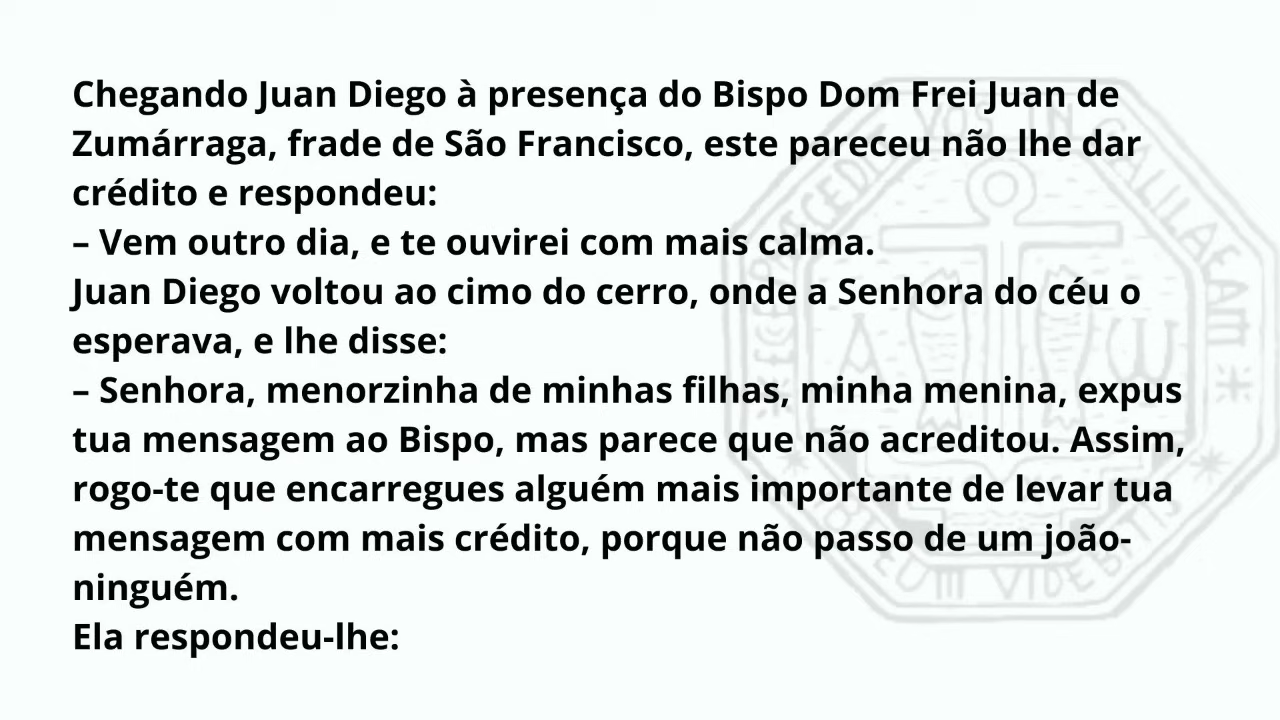 Chegando Juan Diego à presença do Bispo Dom Frei Juan de
Zumárraga, frade de São Francisco, este pareceu não lhe dar
crédito e respondeu:
– Vem outro dia, e te ouvirei com mais calma.
Juan Diego voltou ao cimo do cerro, onde a Senhora do céu o
esperava, e lhe disse:
– Senhora, menorzinha de minhas filhas, minha menina, expus
tua mensagem ao Bispo, mas parece que não acreditou. Assim,
rogo-te que encarregues alguém mais importante de levar tua
mensagem com mais crédito, porque não passo de um joão-
ninguém.
Ela respondeu-lhe: